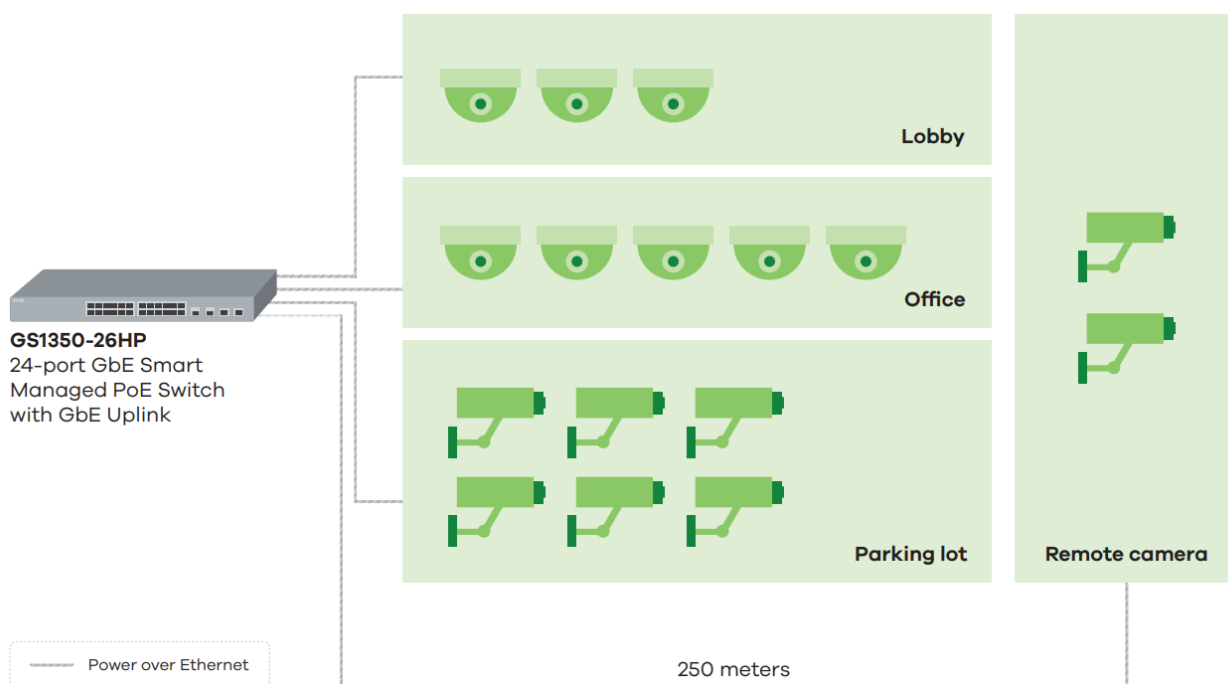 Lobby
Office
GS1350-26HP
24-port GbE Smart
Managed PoE Switch
with GbE Uplink
Parking lot
Remote camera
Power over Ethernet
250 meters